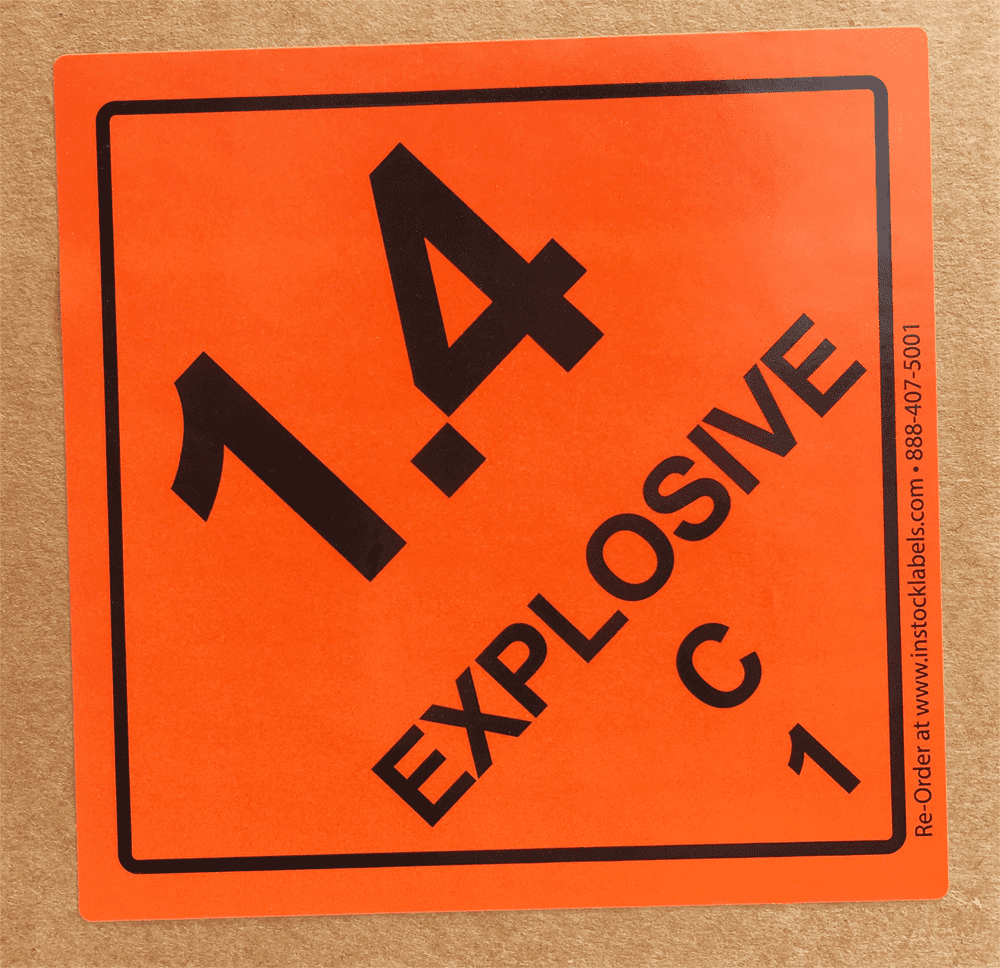 1.4
EXPLOSIVE
C
1
Re-Order at www.instocklabels.com • 888-407-5001